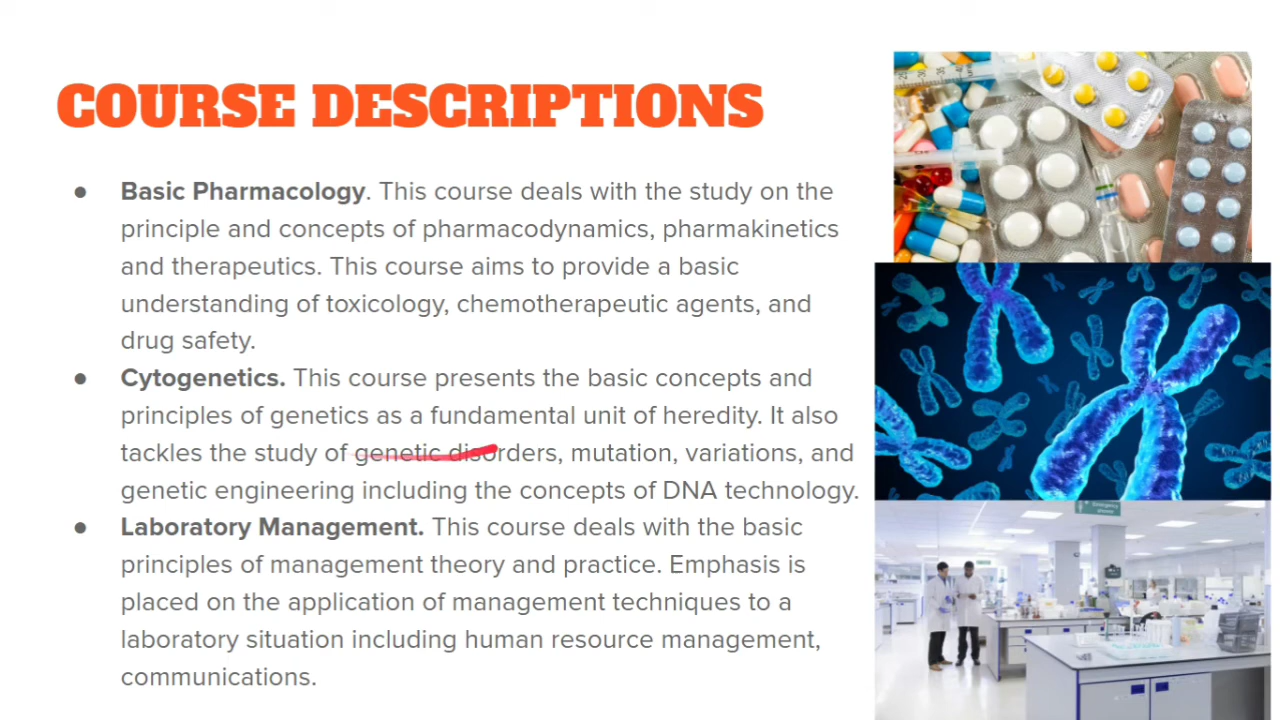 COURSE DESCRIPTIONS
● Basic Pharmacology. This course deals with the study on the
principle and concepts of pharmacodynamics, pharmakinetics
and therapeutics. This course aims to provide a basic
understanding of toxicology, chemotherapeutic agents, and
drug safety.
● Cytogenetics. This course presents the basic concepts and
principles of genetics as a fundamental unit of heredity. It also
tackles the study of genetic disorders, mutation, variations, and
genetic engineering including the concepts of DNA technology.
● Laboratory Management. This course deals with the basic
principles of management theory and practice. Emphasis is
placed on the application of management techniques to a
laboratory situation including human resource management,
communications.
Emergency
shower